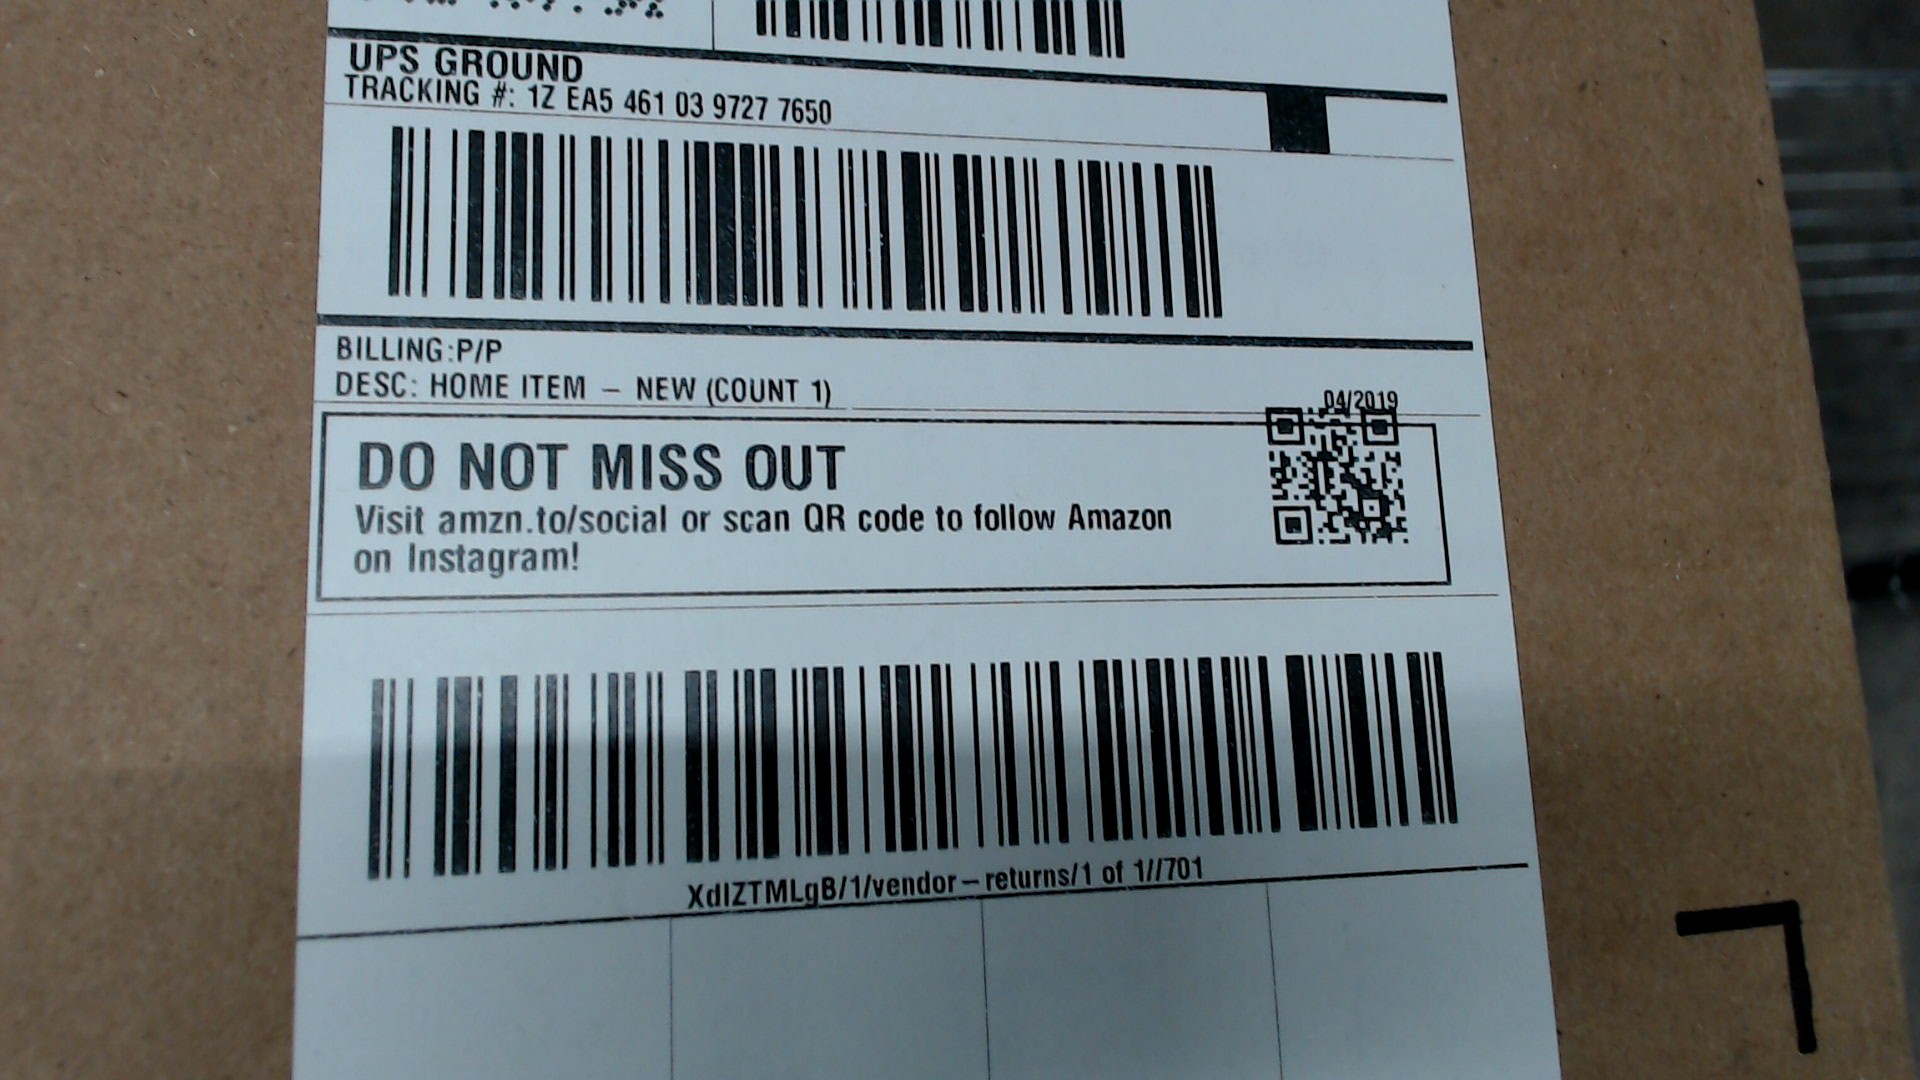 UPS GROUND
TRACKING #: 1Z EA5 461 03 9727 7650
BILLING:P/P
DESC: HOME ITEM – NEW (COUNT 1)
04/2019
DO NOT MISS OUT
Visit amzn.to/social or scan QR code to follow Amazon
on Instagram!
XdIZTMLgB/1/vendor–returns/1 of 1//701